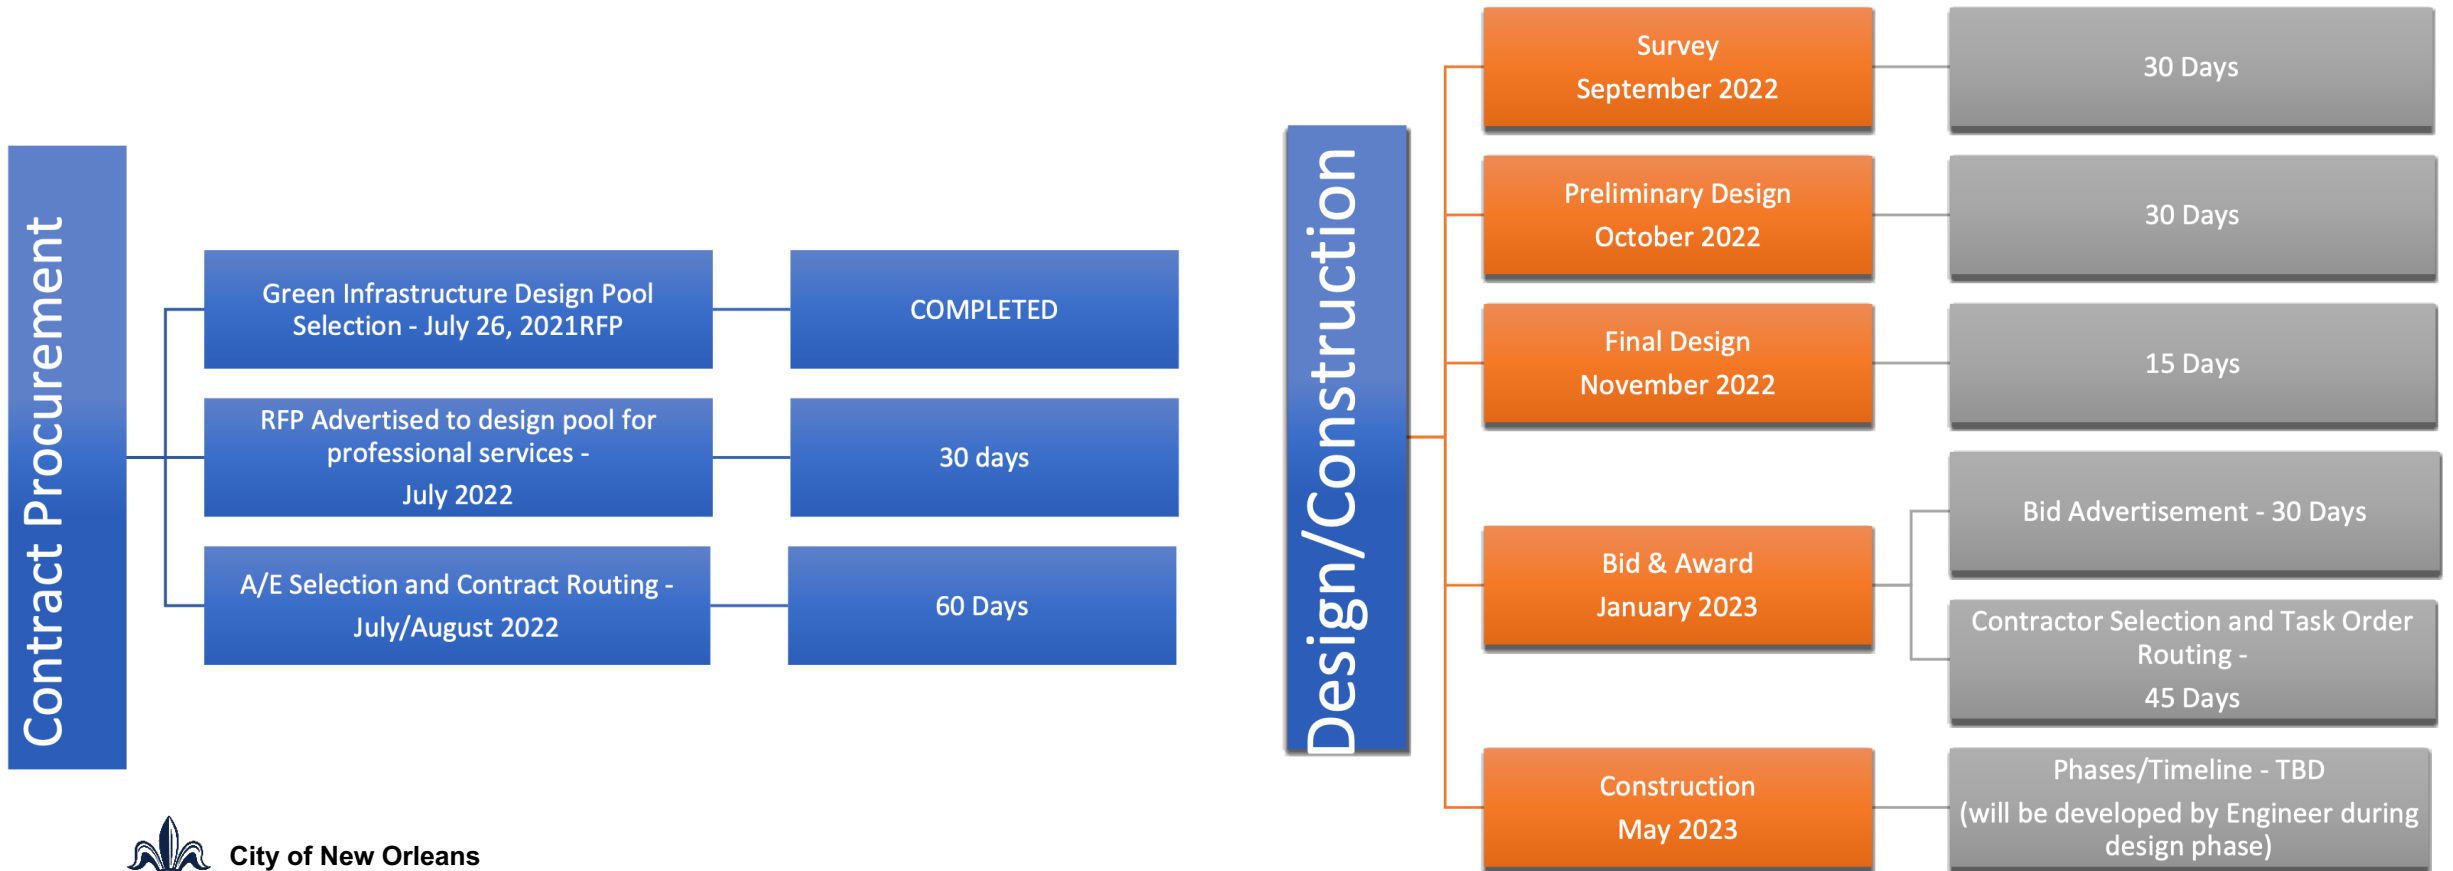 Contract Procurement
Green Infrastructure Design Pool
Selection - July 26, 2021RFP
COMPLETED
RFP Advertised to design pool for
professional services -
July 2022
30 days
A/E Selection and Contract Routing -
July/August 2022
60 Days
City of New Orleans
Design/Construction
Survey
September 2022
30 Days
Preliminary Design
October 2022
30 Days
Final Design
November 2022
15 Days
Bid & Award
January 2023
Bid Advertisement - 30 Days
Contractor Selection and Task Order
Routing -
45 Days
Construction
May 2023
Phases/Timeline - TBD
(will be developed by Engineer during
design phase)